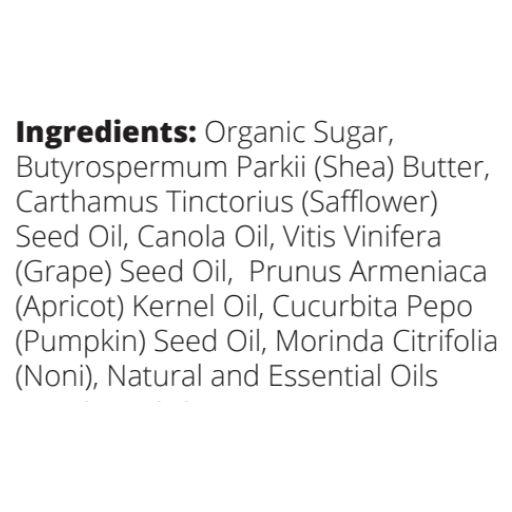 Ingredients: Organic Sugar,
Butyrospermum Parkii (Shea) Butter,
Carthamus Tinctorius (Safflower)
Seed Oil, Canola Oil, Vitis Vinifera
(Grape) Seed Oil,  Prunus Armeniaca
(Apricot) Kernel Oil, Cucurbita Pepo
(Pumpkin) Seed Oil, Morinda Citrifolia
(Noni), Natural and Essential Oils